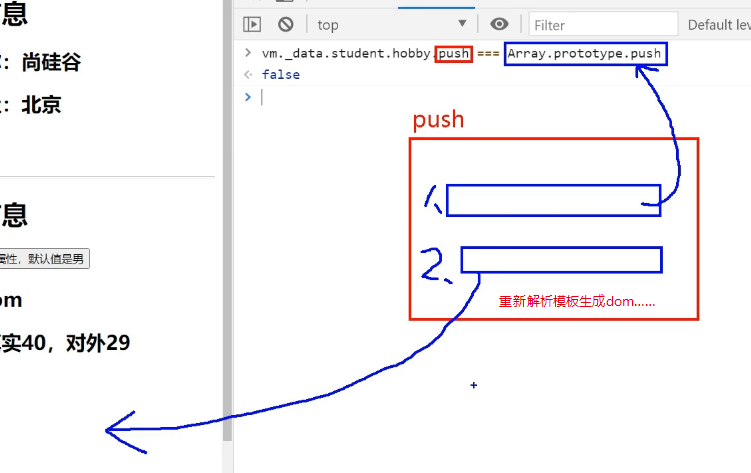 息
：尚硅谷
：北京
息
属性，默认值是男
om
实40，对外29
top
Filter
Default leve
> vm._data.student.hobby.push === Array.prototype.push
false
>
push
1、
2、
重新解析模板生成dom……